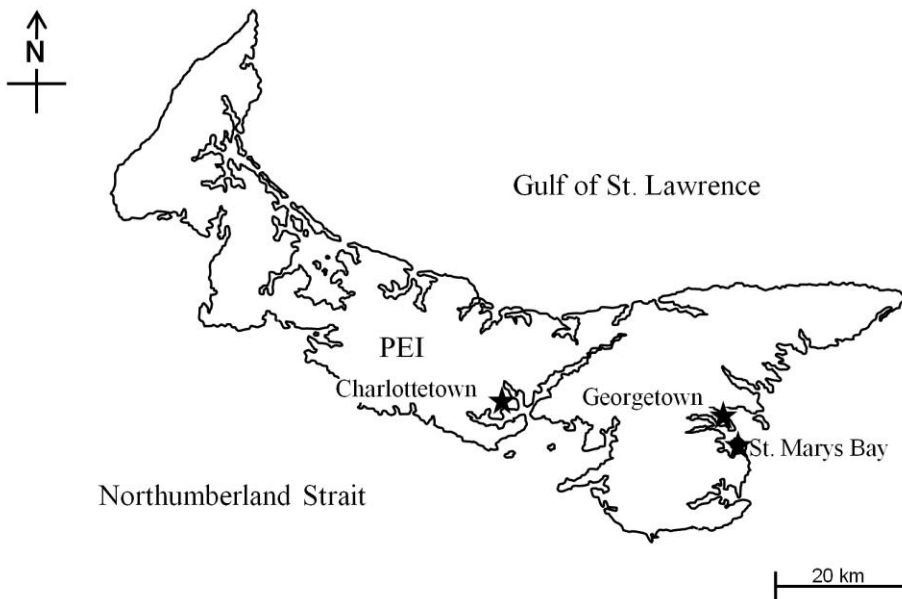 N
Gulf of St. Lawrence
PEI
Charlottetown
Georgetown
St. Marys Bay
Northumberland Strait
20 km